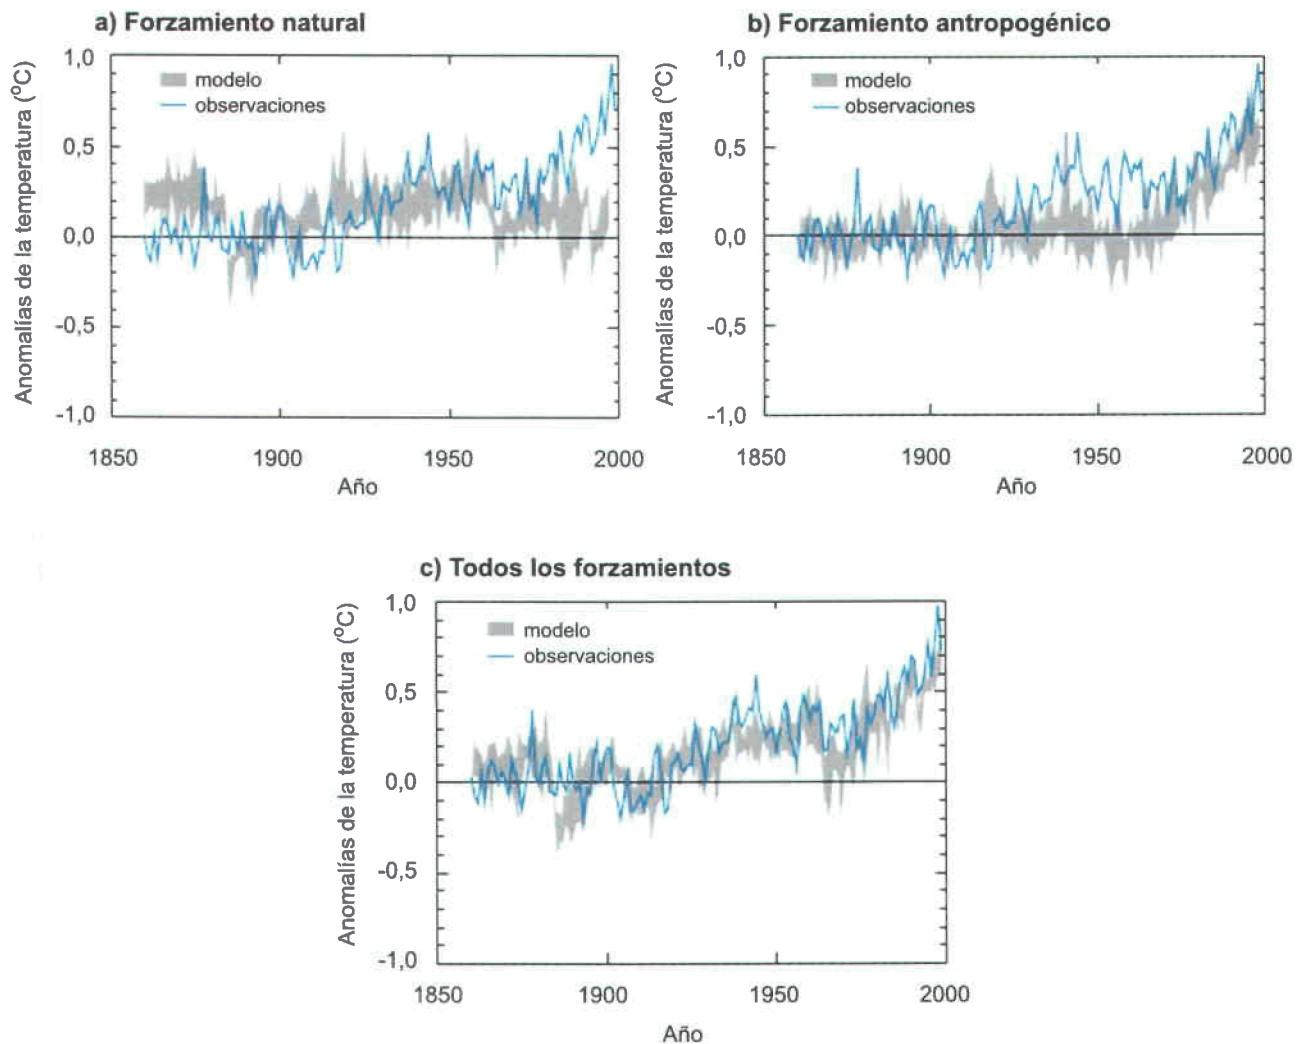 a) Forzamiento natural
Anomalías de la temperatura (ºC)
1,0
0,5
0,0
-0,5
-1,0
modelo
observaciones
1850 1900 1950 2000
Año
b) Forzamiento antropogénico
Anomalías de la temperatura (ºC)
1,0
0,5
0,0
-0,5
-1,0
modelo
observaciones
1850 1900 1950 2000
Año
c) Todos los forzamientos
Anomalías de la temperatura (ºC)
1,0
0,5
0,0
-0,5
-1,0
modelo
observaciones
1850 1900 1950 2000
Año